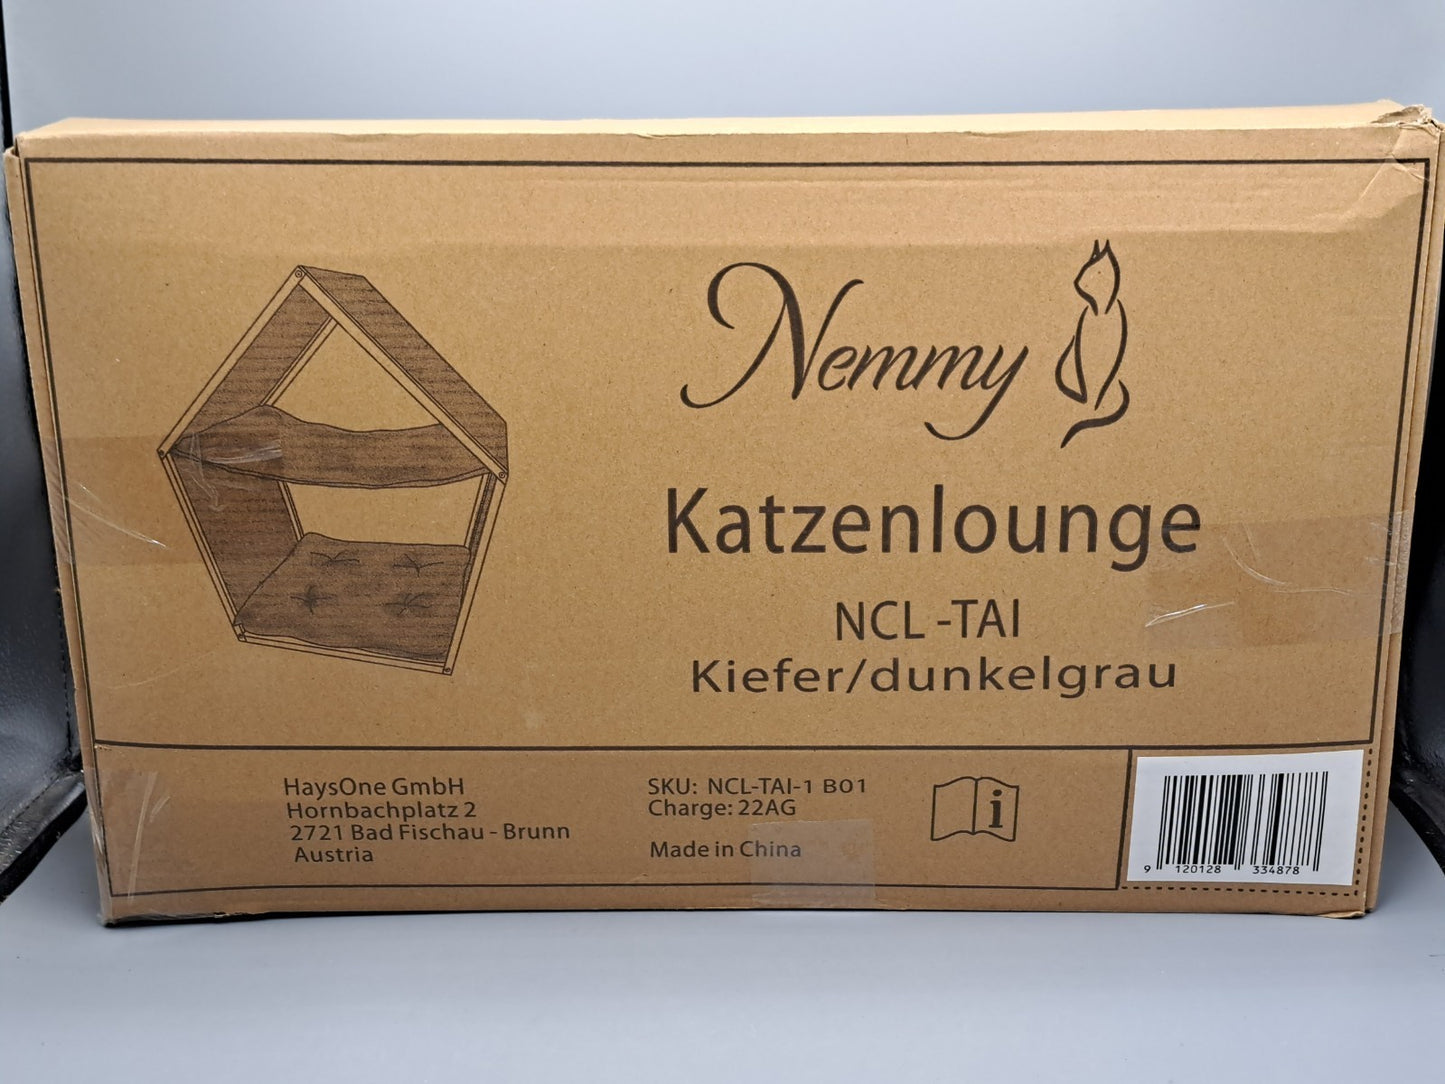 Nemmy
Katzenlounge
NCL -TAI
Kiefer/dunkelgrau
HaysOne GmbH
Hornbachplatz 2
2721 Bad Fischau - Brunn
Austria
SKU: NCL-TAI-1 B01
Charge: 22AG
Made in China
i
9 120128 334878